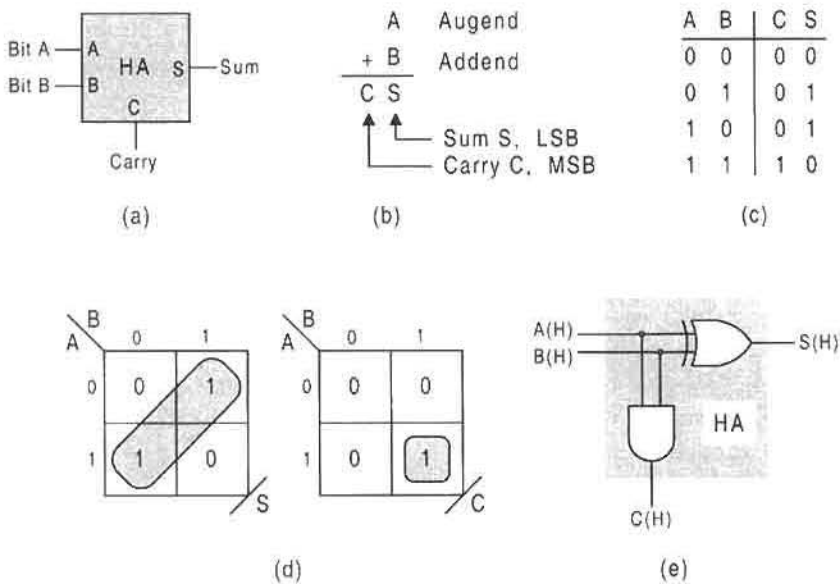 Bit A
A
HA
S
Sum
Bit B
B
C
Carry
(a)
A Augend
+ B Addend
C S
Sum S, LSB
Carry C, MSB
(b)
A B C S
0 0 0 0
0 1 0 1
1 0 0 1
1 1 1 0
(c)
B
A 0 1
0 0 1
1 1 0
S
B
A 0 1
0 0 0
1 0 1
C
(d)
A(H)
B(H)
S(H)
HA
C(H)
(e)